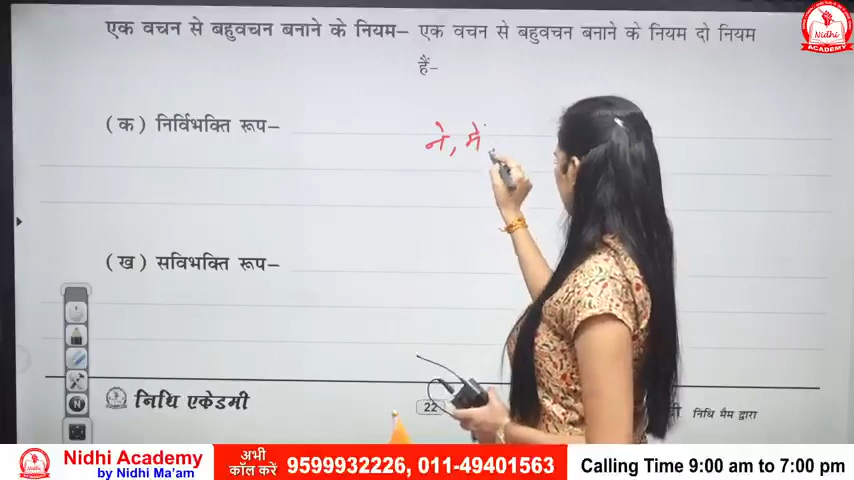 एक वचन से बहुवचन बनाने के नियम– एक वचन से बहुवचन बनाने के नियम दो नियम
हैं–
(क) निर्विभक्ति रूप–
ने, में
(ख) सविभक्ति रूप–
निधि एकेडमी
22
निधि मैम द्वारा
Nidhi
ACADEMY
Nidhi Academy
by Nidhi Ma'am
अभी
कॉल करें
9599932226, 011-49401563
Calling Time 9:00 am to 7:00 pm